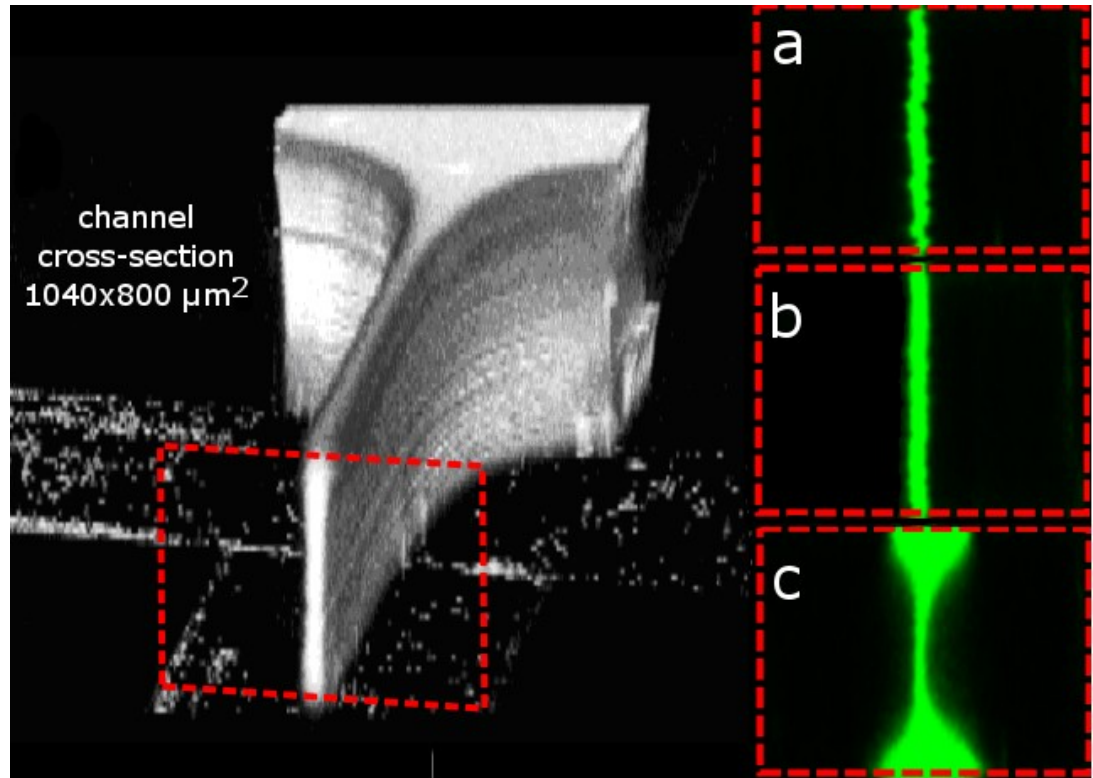 channel
cross-section
1040x800 μm²
a
b
c